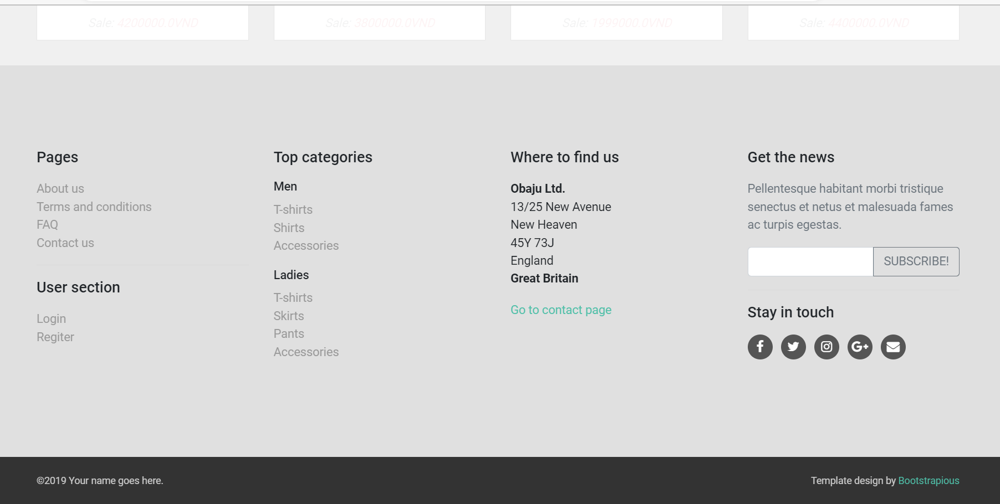 Sale: 4200000.0VND
Sale: 3800000.0VND
Sale: 1999000.0VND
Sale: 4400000.0VND
Pages
About us
Terms and conditions
FAQ
Contact us
User section
Login
Regiter
Top categories
Men
T-shirts
Shirts
Accessories
Ladies
T-shirts
Skirts
Pants
Accessories
Where to find us
Obaju Ltd.
13/25 New Avenue
New Heaven
45Y 73J
England
Great Britain
Go to contact page
Get the news
Pellentesque habitant morbi tristique
senectus et netus et malesuada fames
ac turpis egestas.
SUBSCRIBE!
Stay in touch
©2019 Your name goes here.
Template design by Bootstrapious